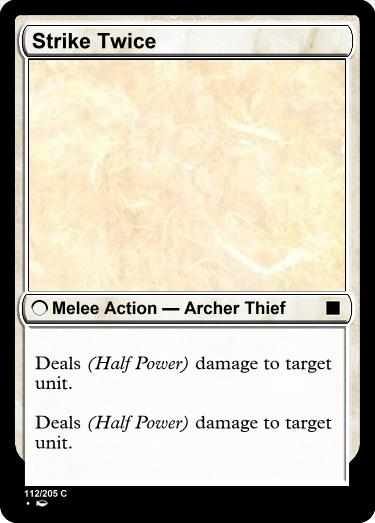 Strike Twice
Melee Action — Archer Thief
Deals (Half Power) damage to target
unit.
Deals (Half Power) damage to target
unit.
112/205 C